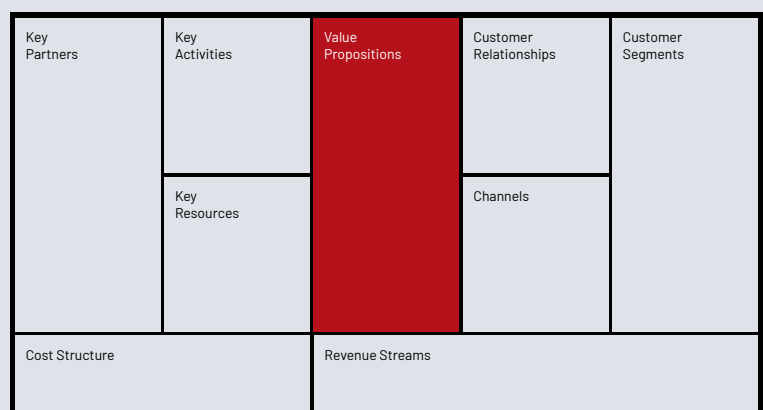 Key
Partners
Key
Activities
Value
Propositions
Customer
Relationships
Customer
Segments
Key
Resources
Channels
Cost Structure
Revenue Streams